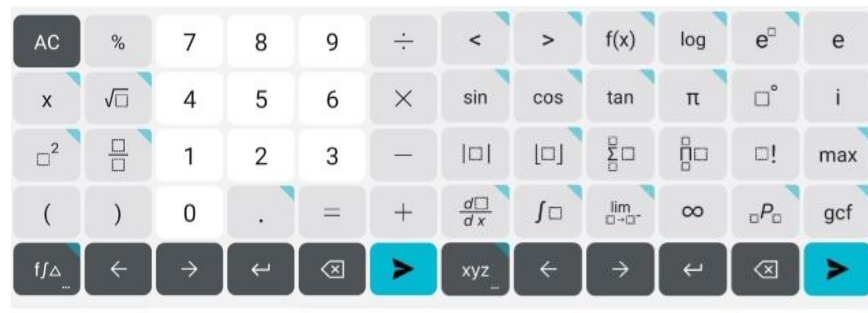 AC % 7 8 9 ÷ < > f(x) log e□ e
x √□ 4 5 6 × sin cos tan π □° i
□² □/□ 1 2 3 − |□| ⌊□⌋ Σ□ ∏□ □! max
( ) 0 . = + d□/dx ∫□ lim □→□⁻ ∞ □P□ gcf
f∫△ ... ← → ↵ ⌫ ➤ xyz ... ← → ↵ ⌫ ➤